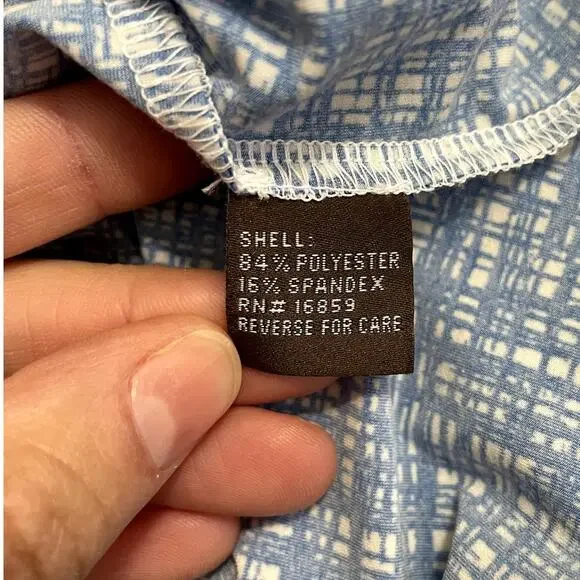 SHELL:
84% POLYESTER
16% SPANDEX
RN# 16859
REVERSE FOR CARE